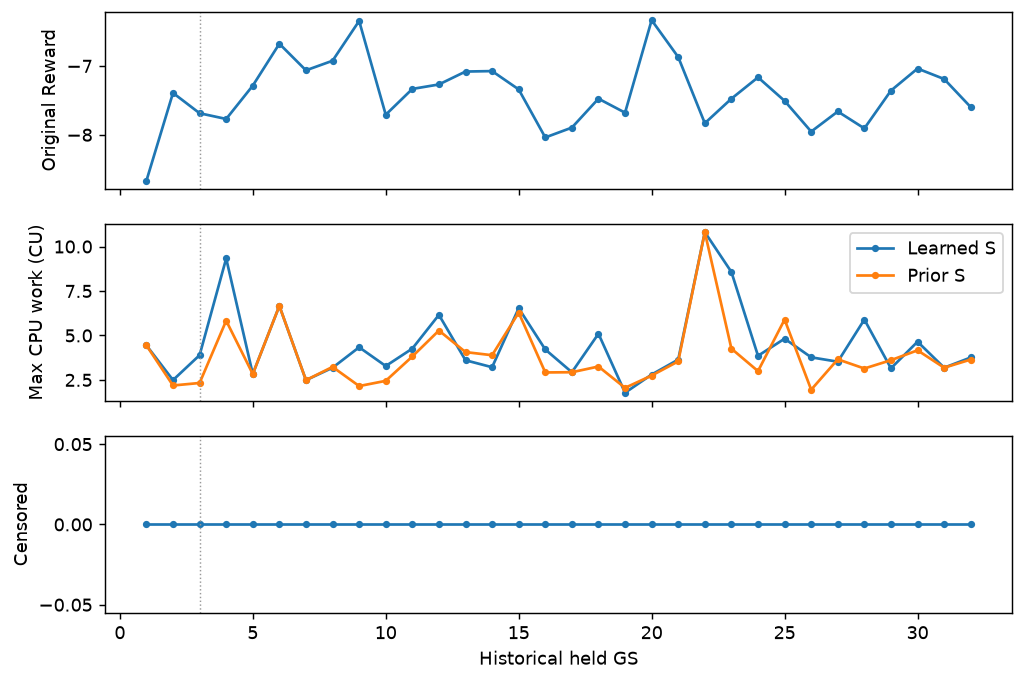 Original Reward
−7
−8
Max CPU work (CU)
10.0
7.5
5.0
2.5
Learned S
Prior S
Censored
0.05
0.00
−0.05
0 5 10 15 20 25 30
Historical held GS